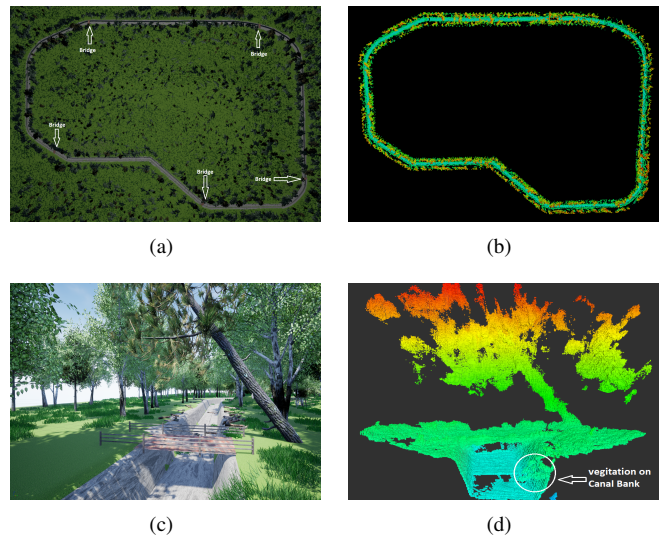 Bridge
Bridge
Bridge
Bridge
Bridge
(a)
(b)
vegitation on
Canal Bank
(c)
(d)